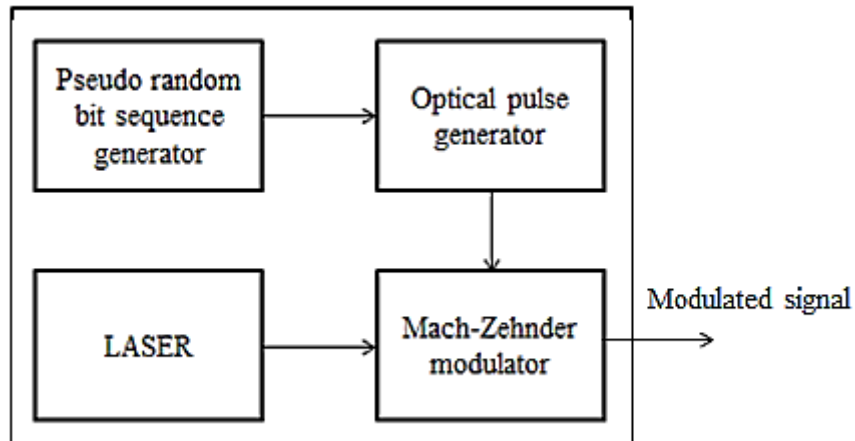 Pseudo random
bit sequence
generator
Optical pulse
generator
LASER
Mach-Zehnder
modulator
Modulated signal